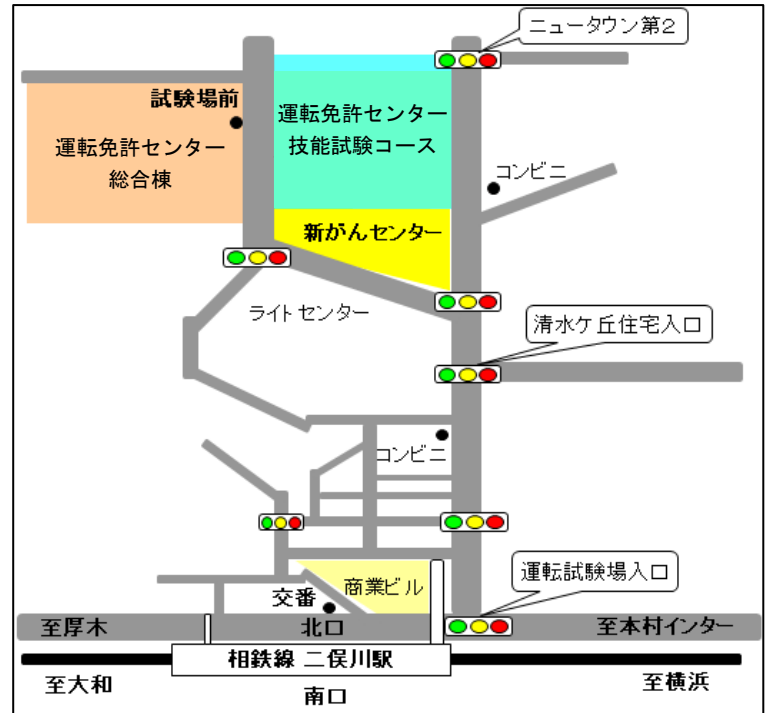 ニュータウン第2
試験場前
運転免許センター
技能試験コース
運転免許センター
総合棟
コンビニ
新がんセンター
ライトセンター
清水ケ丘住宅入口
コンビニ
運転試験場入口
商業ビル
交番
至厚木
北口
至本村インター
相鉄線 二俣川駅
至大和
至横浜
南口